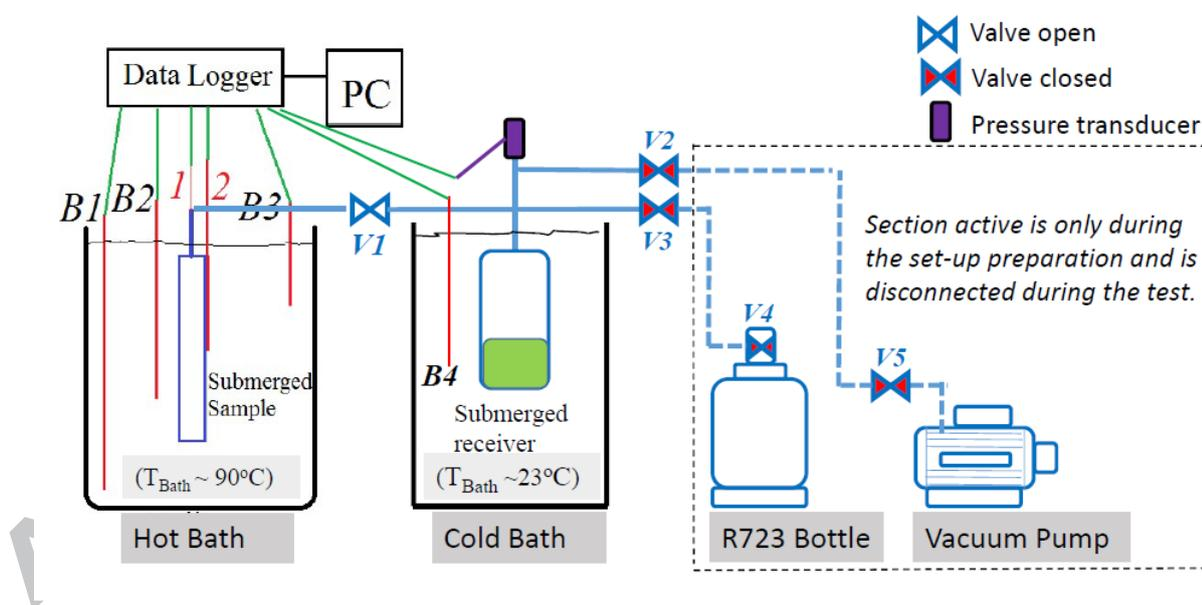 Valve open
Valve closed
Pressure transducer
Data Logger
PC
B1
B2
1
2
B3
V1
V2
V3
Section active is only during
the set-up preparation and is
disconnected during the test.
V4
V5
B4
Submerged
Sample
Submerged
receiver
(TBath ~ 90°C)
(TBath ~23°C)
Hot Bath
Cold Bath
R723 Bottle
Vacuum Pump